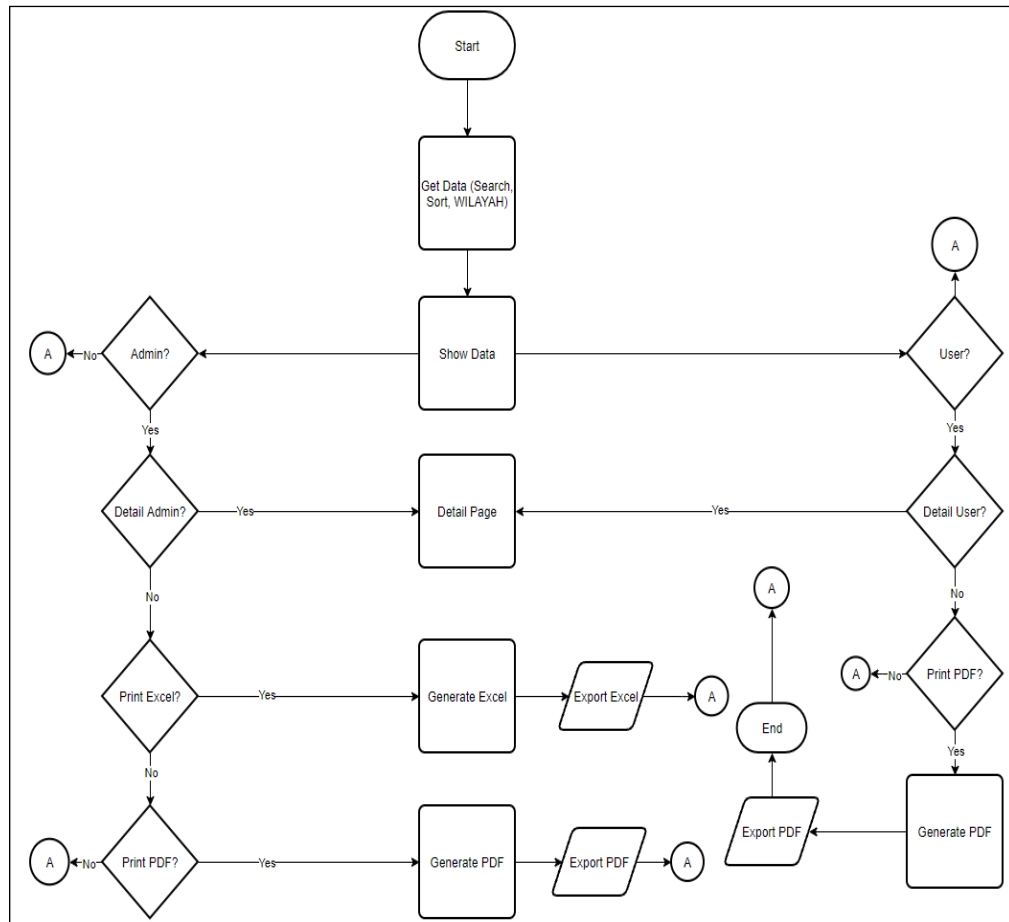 Start
Get Data (Search,
Sort, WILAYAH)
A
A
No
Admin?
Show Data
User?
Yes
Yes
Detail Admin?
Yes
Detail Page
Yes
Detail User?
No
A
No
Print Excel?
Yes
Generate Excel
Export Excel
A
End
A
No
Print PDF?
No
Yes
A
No
Print PDF?
Yes
Generate PDF
Export PDF
A
Export PDF
Generate PDF